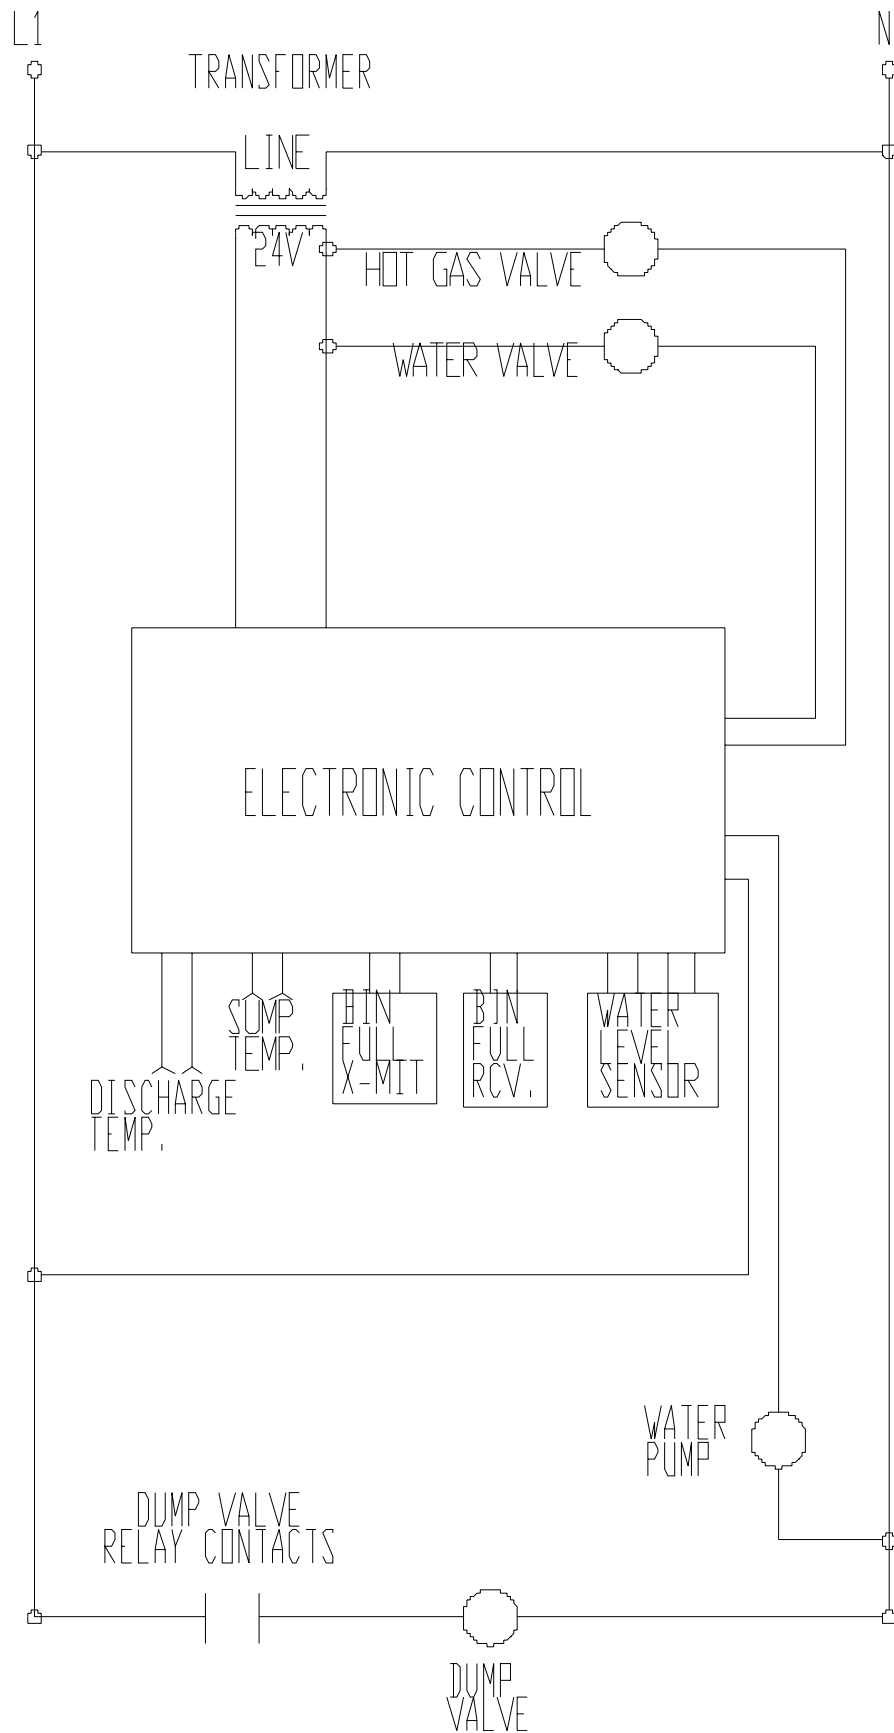 L1
N
TRANSFORMER
LINE
24V
HOT GAS VALVE
WATER VALVE
ELECTRONIC CONTROL
DISCHARGE
TEMP.
SUMP
TEMP.
BIN
FULL
X-MIT
BIN
FULL
RCV.
WATER
LEVEL
SENSOR
WATER
PUMP
DUMP VALVE
RELAY CONTACTS
DUMP
VALVE